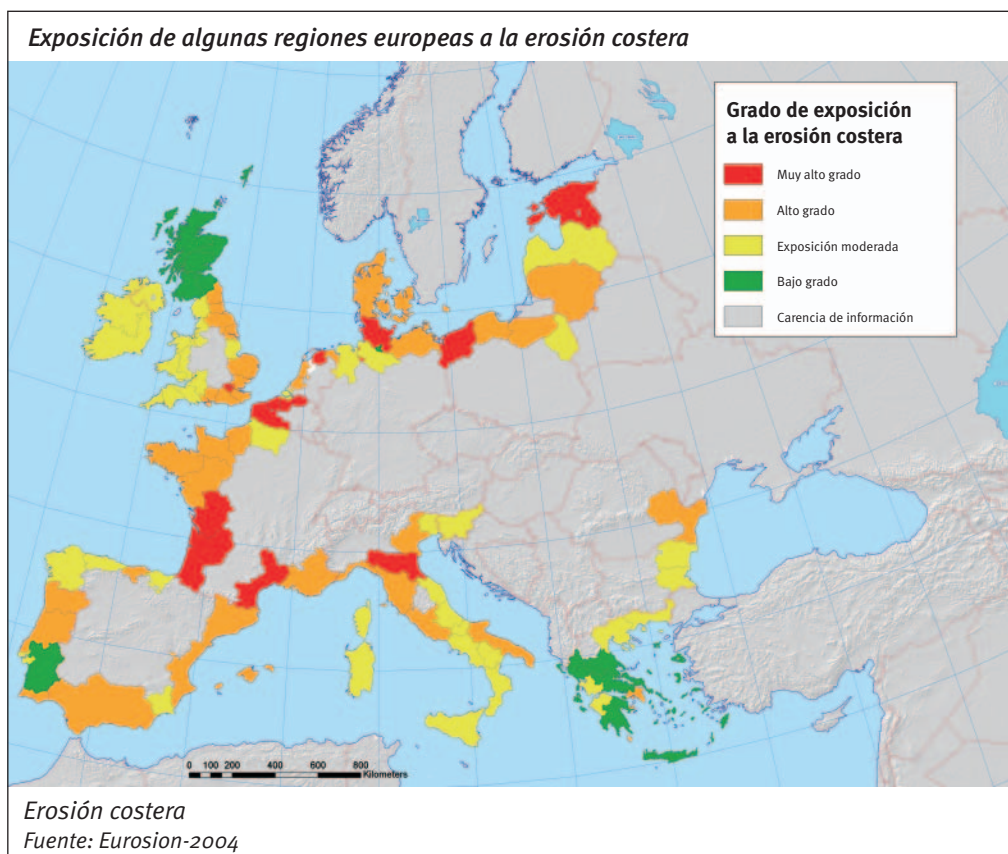 Exposición de algunas regiones europeas a la erosión costera
Grado de exposición
a la erosión costera
Muy alto grado
Alto grado
Exposición moderada
Bajo grado
Carencia de información
0 100 200 400 600 800
Kilometers
Erosión costera
Fuente: Eurosion-2004